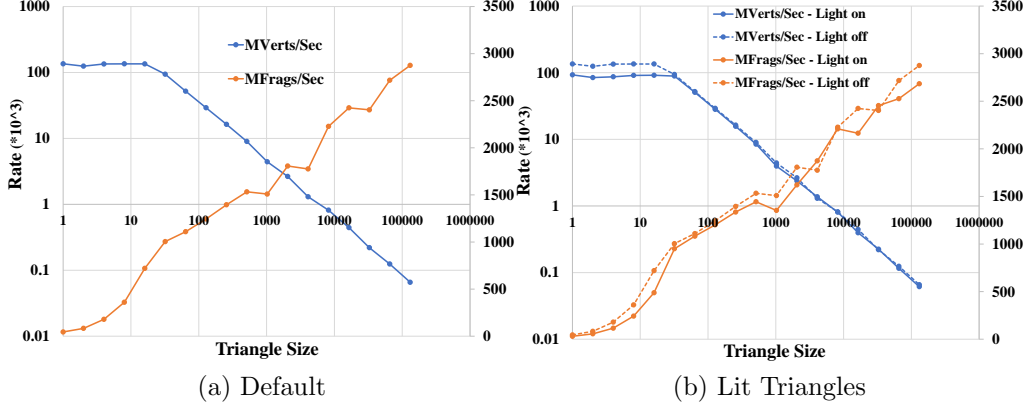 1000
3500
MVerts/Sec
MFrags/Sec
3000
100
2500
10
2000
Rate (*10^3)
1500
1
1 10 100 1000 10000 100000 1000000
1000
0.1
500
0.01
0
Triangle Size
(a) Default
1000
3500
MVerts/Sec - Light on
MVerts/Sec - Light off
MFrags/Sec - Light on
MFrags/Sec - Light off
3000
100
2500
10
2000
Rate (*10^3)
1500
1
1 10 100 1000 10000 100000 1000000
1000
0.1
500
0.01
0
Triangle Size
(b) Lit Triangles